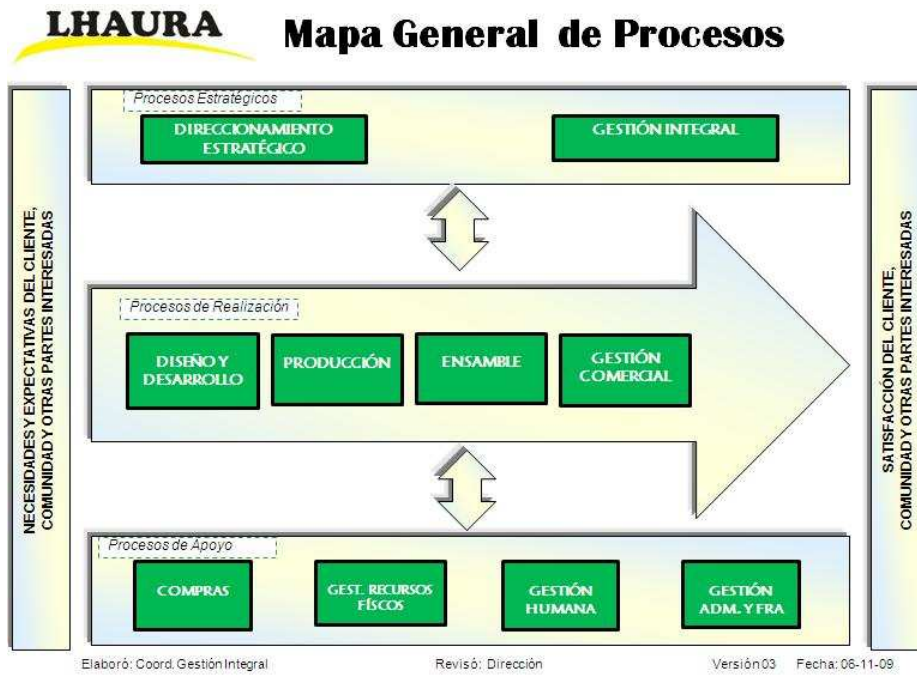 LHAURA
Mapa General de Procesos
NECESIDADES Y EXPECTATIVAS DEL CLIENTE,
COMUNIDAD Y OTRAS PARTES INTERESADAS
Procesos Estratégicos
DIRECCIONAMIENTO
ESTRATÉGICO
GESTIÓN INTEGRAL
Procesos de Realización
DISEÑO Y
DESARROLLO
PRODUCCIÓN
ENSAMBLE
GESTIÓN
COMERCIAL
Procesos de Apoyo
COMPRAS
GEST. RECURSOS
FÍSCOS
GESTIÓN
HUMANA
GESTIÓN
ADM. Y FRA
SATISFACCIÓN DEL CLIENTE,
COMUNIDAD Y OTRAS PARTES INTERESADAS
Elaboró: Coord. Gestión Integral
Revisó: Dirección
Versión 03
Fecha: 06-11-09